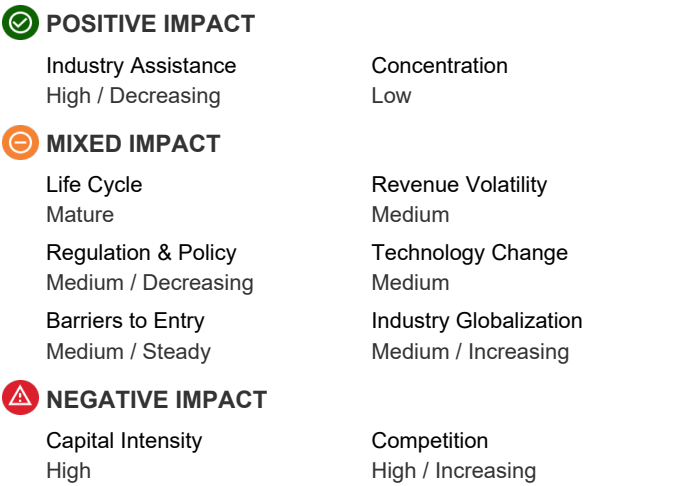 POSITIVE IMPACT
Industry Assistance
High / Decreasing
Concentration
Low
MIXED IMPACT
Life Cycle
Mature
Revenue Volatility
Medium
Regulation & Policy
Medium / Decreasing
Technology Change
Medium
Barriers to Entry
Medium / Steady
Industry Globalization
Medium / Increasing
NEGATIVE IMPACT
Capital Intensity
High
Competition
High / Increasing